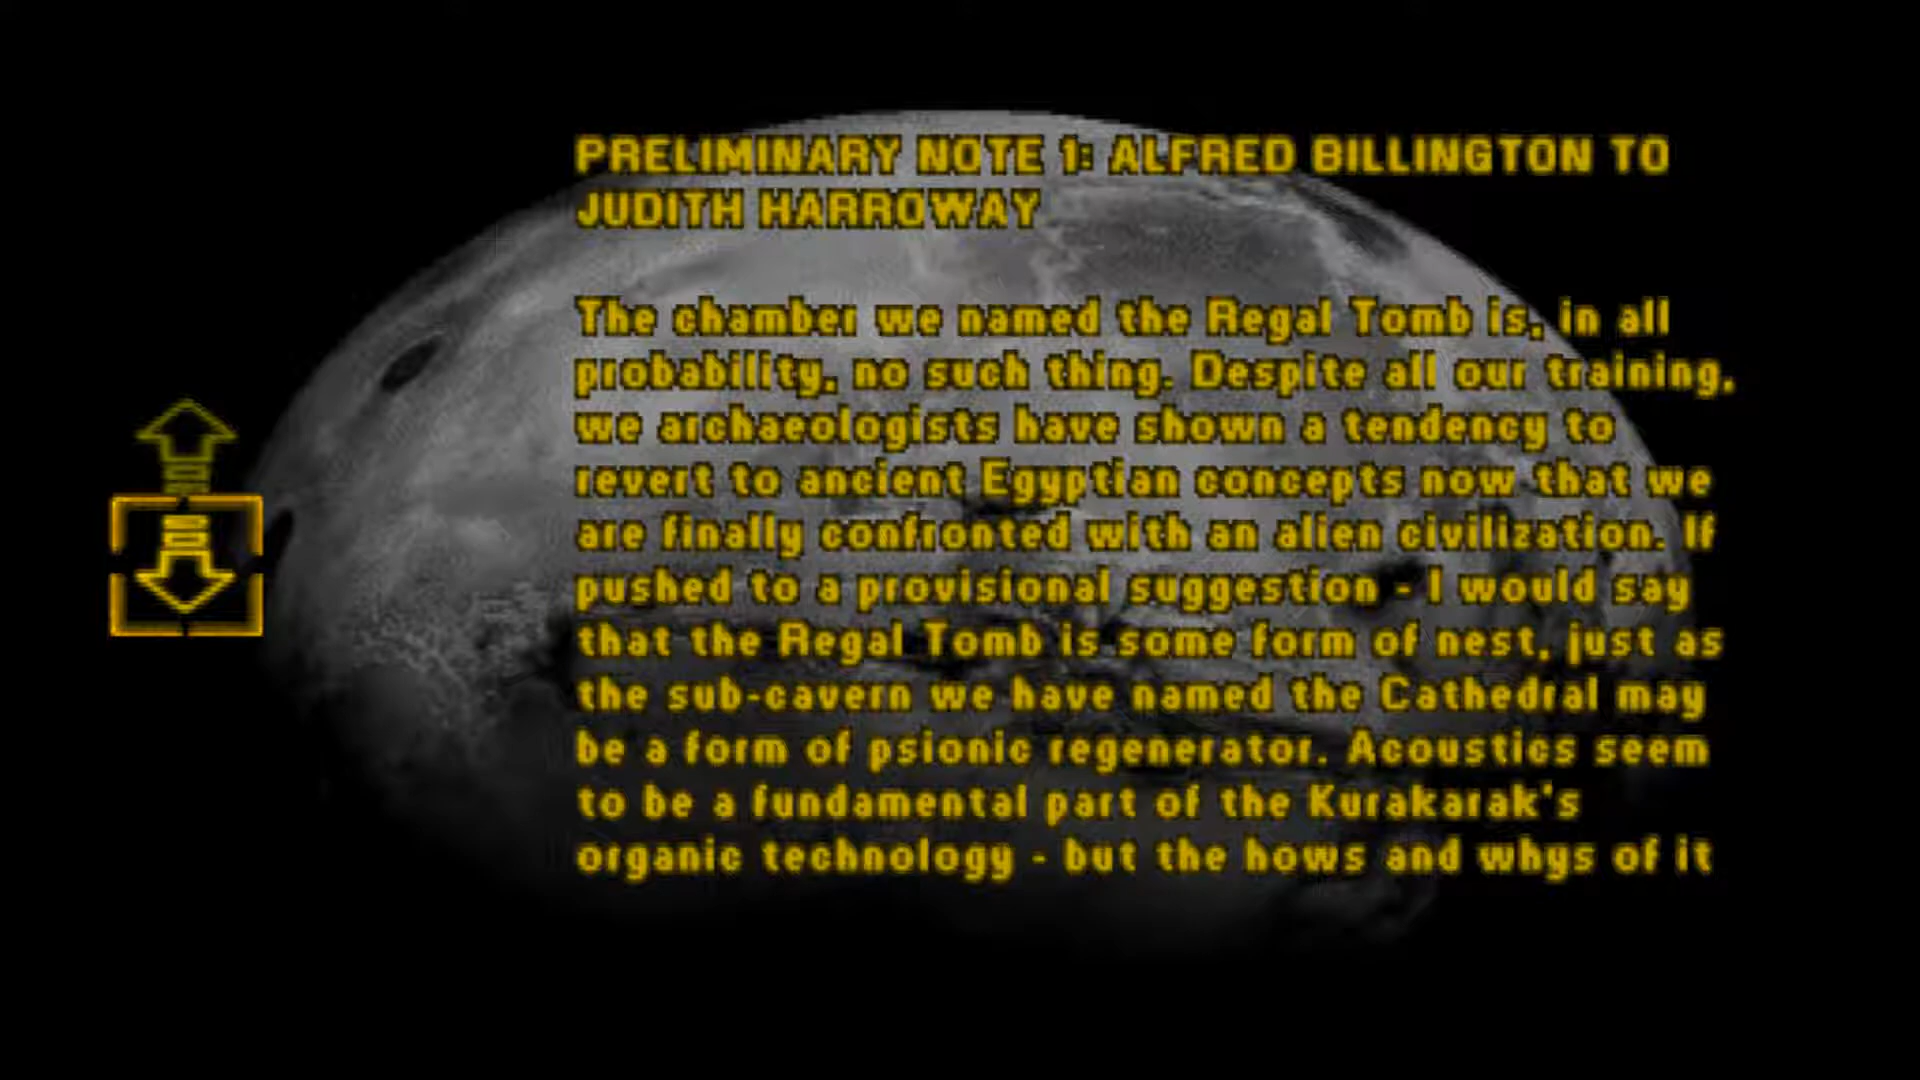 PRELIMINARY NOTE 1: ALFRED BILLINGTON TO
JUDITH HARROWAY
The chamber we named the Regal Tomb is, in all
probability, no such thing. Despite all our training,
we archaeologists have shown a tendency to
revert to ancient Egyptian concepts now that we
are finally confronted with an alien civilization. If
pushed to a provisional suggestion - I would say
that the Regal Tomb is some form of nest, just as
the sub-cavern we have named the Cathedral may
be a form of psionic regenerator. Acoustics seem
to be a fundamental part of the Kurakarak's
organic technology - but the hows and whys of it